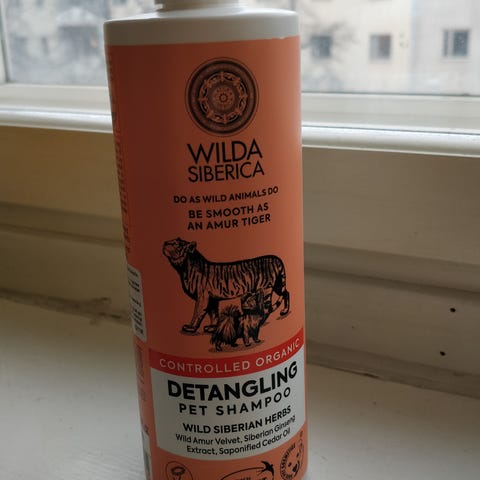 WILDA
SIBERICA
DO AS WILD ANIMALS DO
BE SMOOTH AS
AN AMUR TIGER
CONTROLLED ORGANIC
DETANGLING
PET SHAMPOO
WILD SIBERIAN HERBS
Wild Amur Velvet, Siberian Ginseng
Extract, Saponified Cedar Oil